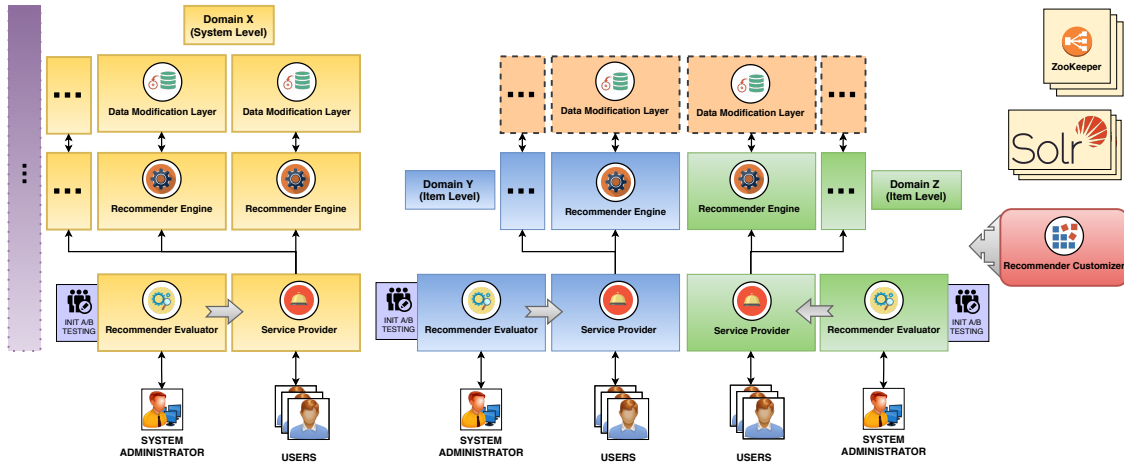 Domain X
(System Level)
ZooKeeper
...
Data Modification Layer
Data Modification Layer
...
Data Modification Layer
Data Modification Layer
...
Solr
...
...
Recommender Engine
Recommender Engine
Domain Y
(Item Level)
...
Recommender Engine
Recommender Engine
...
Domain Z
(Item Level)
Recommender Customizer
INIT A/B
TESTING
Recommender Evaluator
Service Provider
INIT A/B
TESTING
Recommender Evaluator
Service Provider
Service Provider
Recommender Evaluator
INIT A/B
TESTING
SYSTEM
ADMINISTRATOR
USERS
SYSTEM
ADMINISTRATOR
USERS
USERS
SYSTEM
ADMINISTRATOR